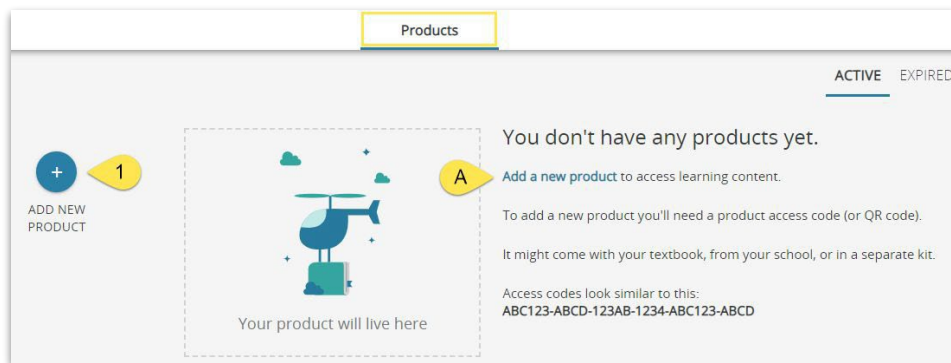 Products
ACTIVE EXPIRED
1
ADD NEW
PRODUCT
Your product will live here
You don't have any products yet.
A
Add a new product to access learning content.
To add a new product you'll need a product access code (or QR code).
It might come with your textbook, from your school, or in a separate kit.
Access codes look similar to this:
ABC123-ABCD-123AB-1234-ABC123-ABCD